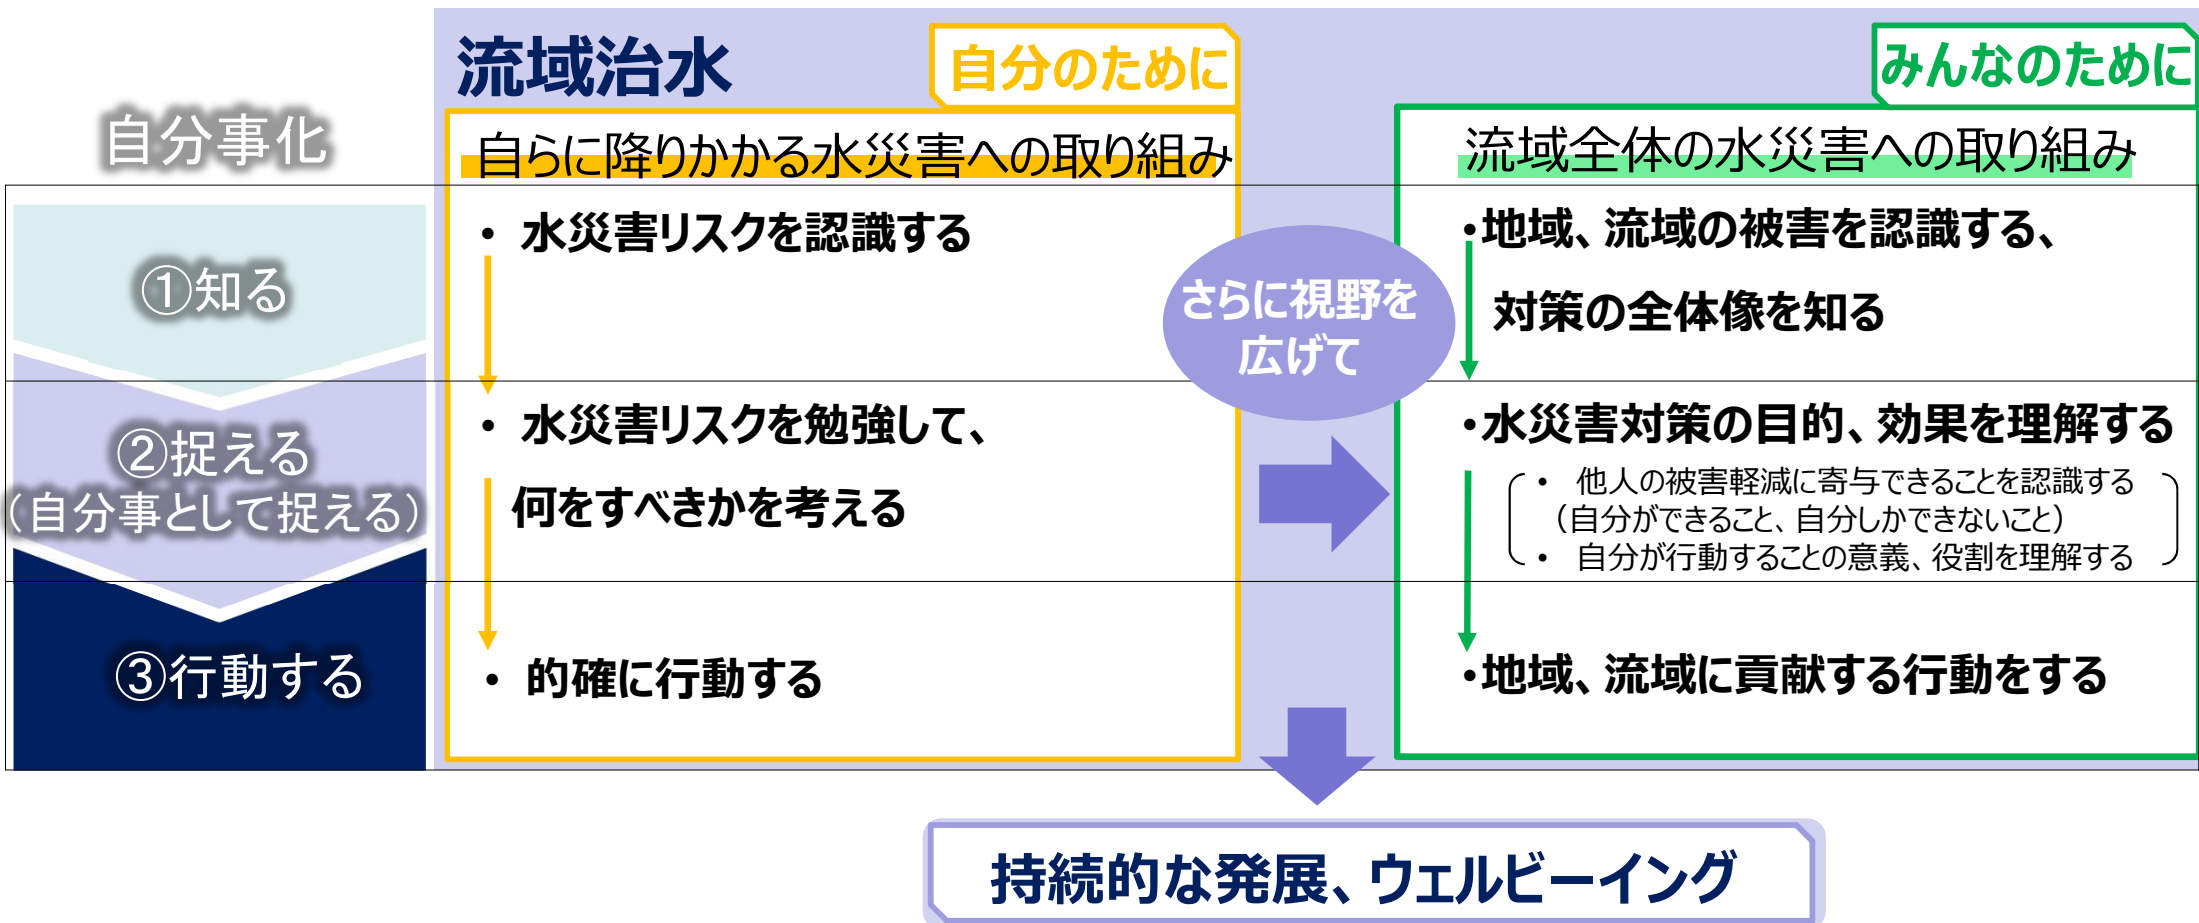 流域治水
自分のために
みんなのために
自分事化
自らに降りかかる水災害への取り組み
流域全体の水災害への取り組み
①知る
・ 水災害リスクを認識する
さらに視野を
広げて
・地域、流域の被害を認識する、
対策の全体像を知る
②捉える
（自分事として捉える）
・ 水災害リスクを勉強して、
何をすべきかを考える
・水災害対策の目的、効果を理解する
・ 他人の被害軽減に寄与できることを認識する
（自分ができること、自分しかできないこと）
・ 自分が行動することの意義、役割を理解する
③行動する
・ 的確に行動する
・地域、流域に貢献する行動をする
持続的な発展、ウェルビーイング